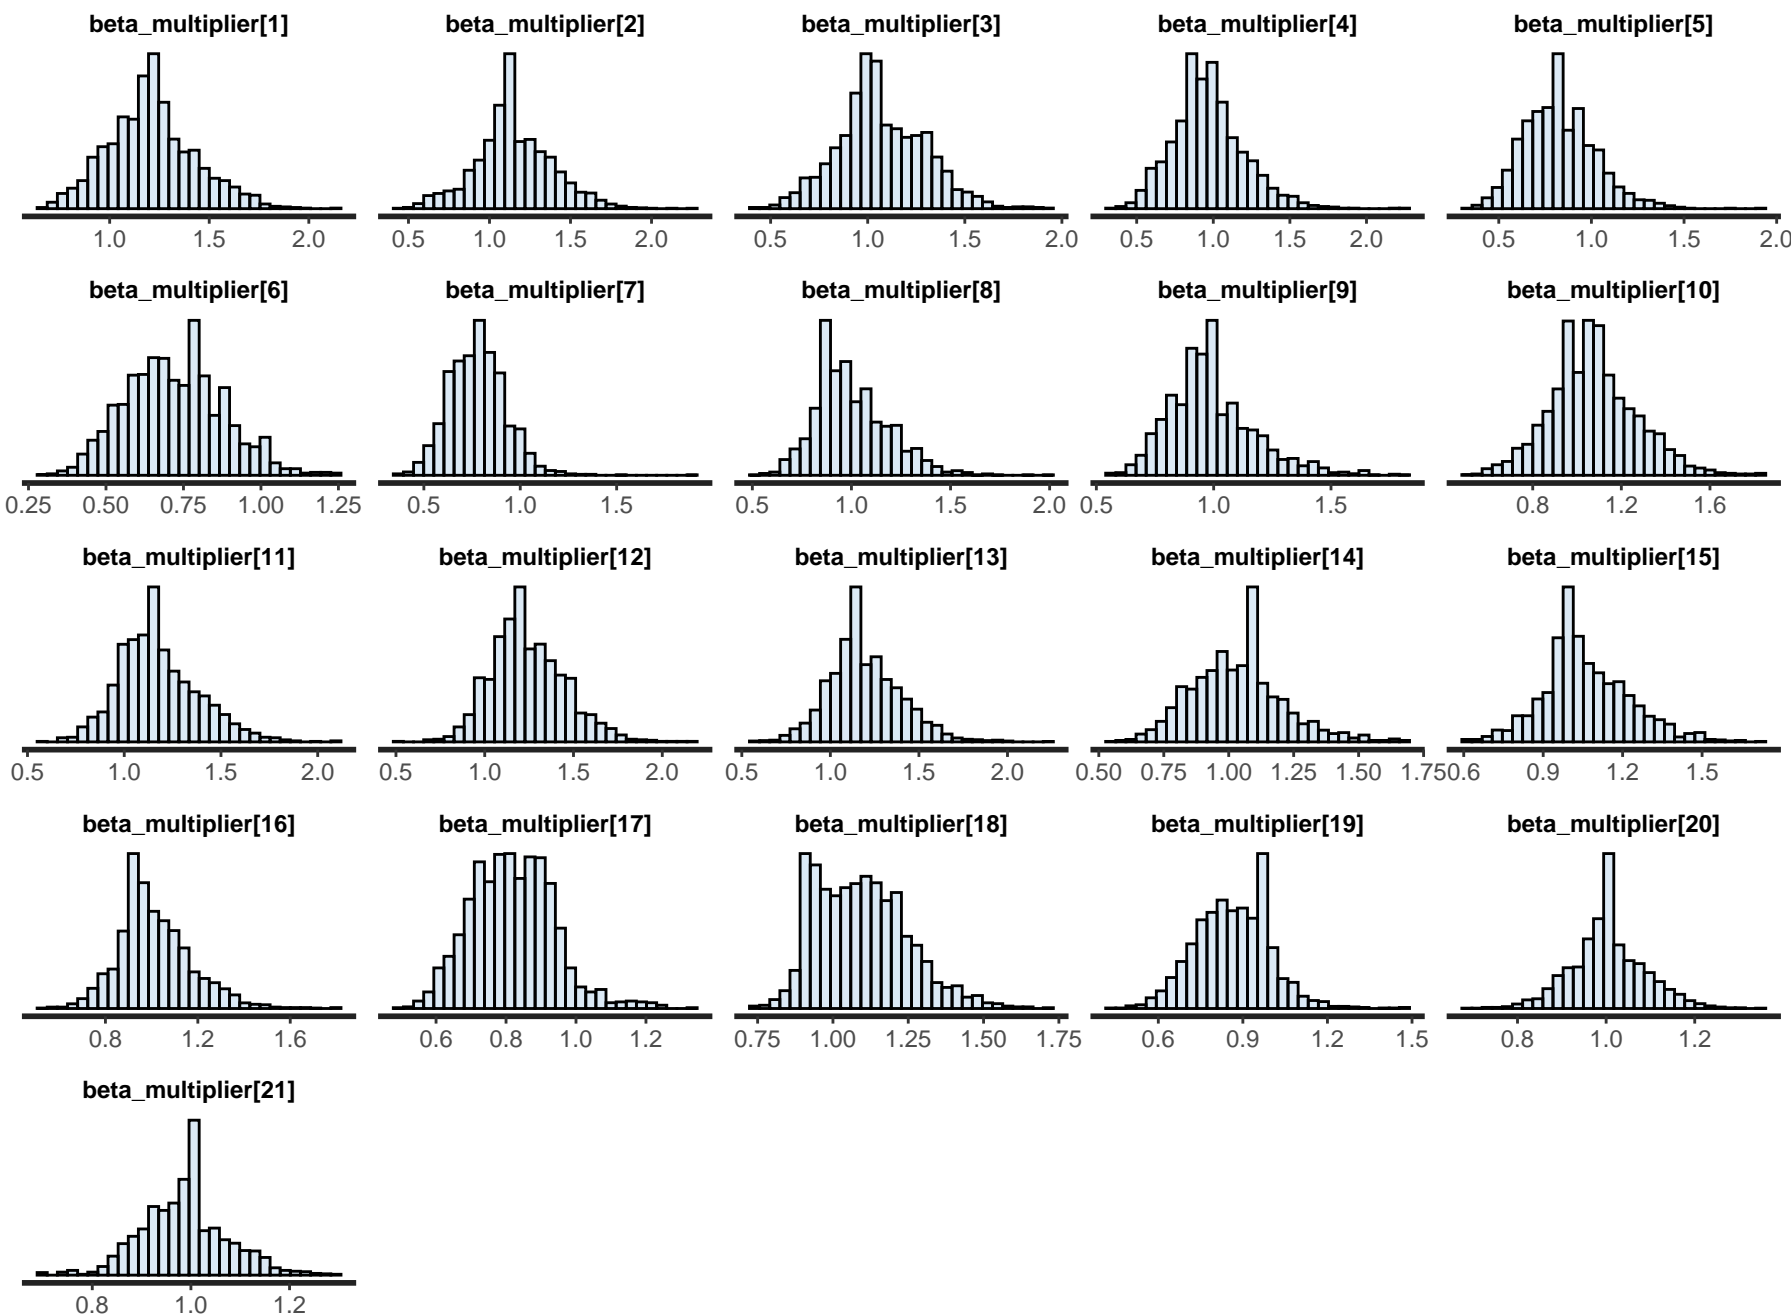 beta_multiplier[1] beta_multiplier[2] beta_multiplier[3] beta_multiplier[4] beta_multiplier[5]
1.0 1.5 2.0 0.5 1.0 1.5 2.0 0.5 1.0 1.5 2.0 0.5 1.0 1.5 2.0 0.5 1.0 1.5 2.0
beta_multiplier[6] beta_multiplier[7] beta_multiplier[8] beta_multiplier[9] beta_multiplier[10]
0.25 0.50 0.75 1.00 1.25 0.5 1.0 1.5 0.5 1.0 1.5 2.0 0.5 1.0 1.5 0.8 1.2 1.6
beta_multiplier[11] beta_multiplier[12] beta_multiplier[13] beta_multiplier[14] beta_multiplier[15]
0.5 1.0 1.5 2.0 0.5 1.0 1.5 2.0 0.5 1.0 1.5 2.0 0.50 0.75 1.00 1.25 1.50 1.75 0.6 0.9 1.2 1.5
beta_multiplier[16] beta_multiplier[17] beta_multiplier[18] beta_multiplier[19] beta_multiplier[20]
0.8 1.2 1.6 0.6 0.8 1.0 1.2 0.75 1.00 1.25 1.50 1.75 0.6 0.9 1.2 1.5 0.8 1.0 1.2
beta_multiplier[21]
0.8 1.0 1.2